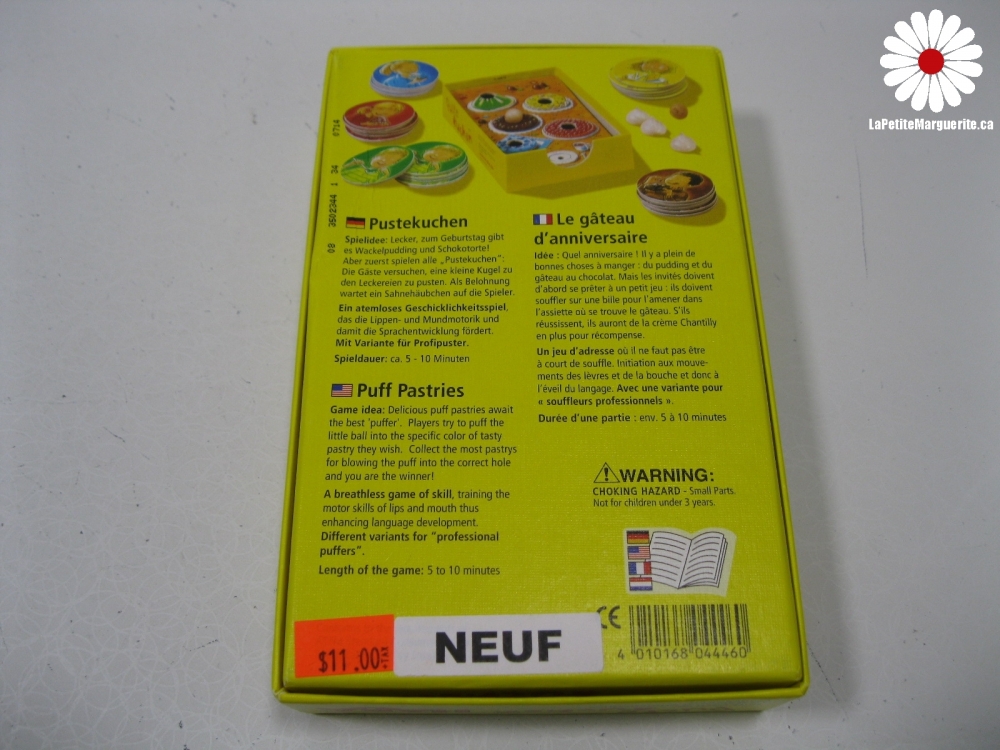 LaPetiteMarguerite.ca
08 3502344 1 34 0714
Pustekuchen
Spielidee: Lecker, zum Geburtstag gibt
es Wackelpudding und Schokotorte!
Aber zuerst spielen alle „Pustekuchen“:
Die Gäste versuchen, eine kleine Kugel zu
den Leckereien zu pusten. Als Belohnung
wartet ein Sahnehäubchen auf die Spieler.
Ein atemloses Geschicklichkeitsspiel,
das die Lippen- und Mundmotorik und
damit die Sprachentwicklung fördert.
Mit Variante für Profipuster.
Spieldauer: ca. 5 - 10 Minuten
Puff Pastries
Game idea: Delicious puff pastries await
the best 'puffer'. Players try to puff the
little ball into the specific color of tasty
pastry they wish. Collect the most pastrys
for blowing the puff into the correct hole
and you are the winner!
A breathless game of skill, training the
motor skills of lips and mouth thus
enhancing language development.
Different variants for "professional
puffers".
Length of the game: 5 to 10 minutes
Le gâteau
d'anniversaire
Idée : Quel anniversaire ! Il y a plein de
bonnes choses à manger : du pudding et du
gâteau au chocolat. Mais les invités doivent
d'abord se prêter à un petit jeu : ils doivent
souffler sur une bille pour l'amener dans
l'assiette où se trouve le gâteau. S'ils
réussissent, ils auront de la crème Chantilly
en plus pour récompense.
Un jeu d'adresse où il ne faut pas être
à court de souffle. Initiation aux mouve-
ments des lèvres et de la bouche et donc à
l'éveil du langage. Avec une variante pour
« souffleurs professionnels ».
Durée d'une partie : env. 5 à 10 minutes
WARNING:
CHOKING HAZARD - Small Parts.
Not for children under 3 years.
CE
4 010168 044460
$11.00 +TAX
NEUF